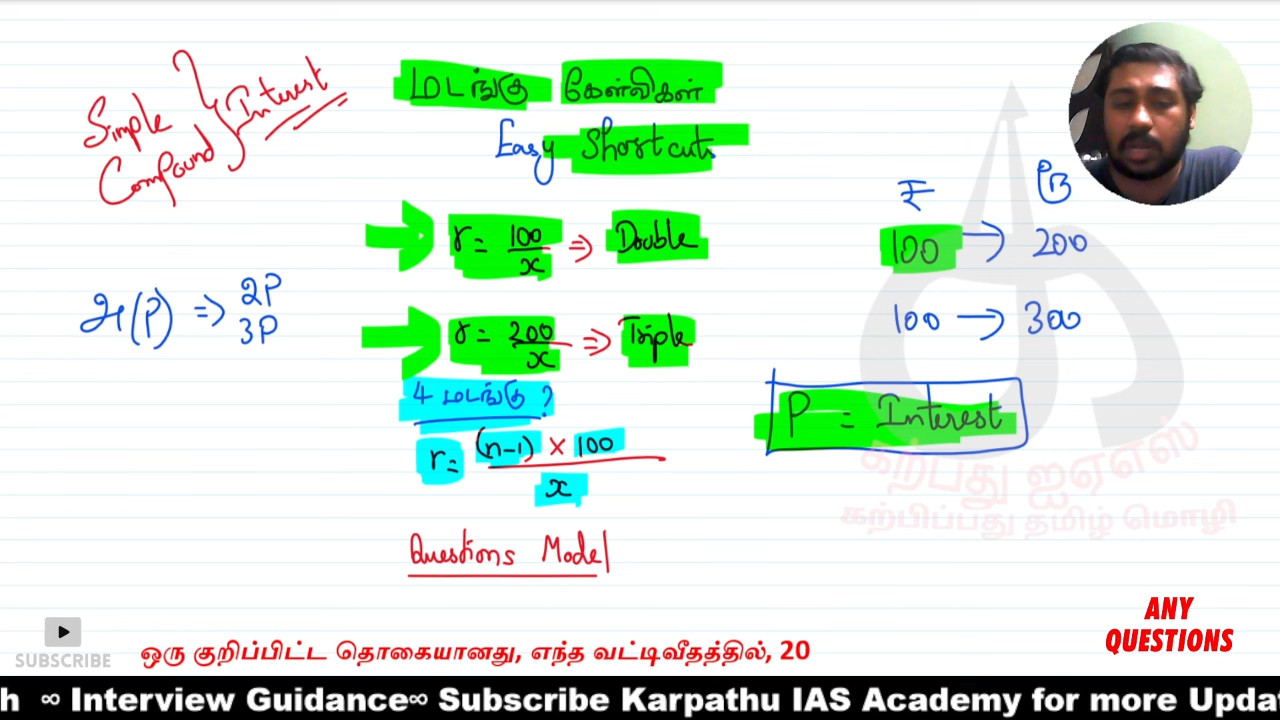 Simple
Compound } Interest
மடங்கு கேள்விகள்
Easy Shortcuts
r = 100/x ⇒ Double
r = 200/x ⇒ Triple
4 மடங்கு?
r = (n-1) × 100 / x
Questions Model
(P) ⇒ 2P
3P
₹ ரூ
100 → 200
100 → 300
P = Interest
கற்பது ஐஏஎஸ்
கற்பிப்பது தமிழ் மொழி
ANY
QUESTIONS
SUBSCRIBE
ஒரு குறிப்பிட்ட தொகையானது, எந்த வட்டிவீதத்தில், 20
h ∞ Interview Guidance∞ Subscribe Karpathu IAS Academy for more Upda